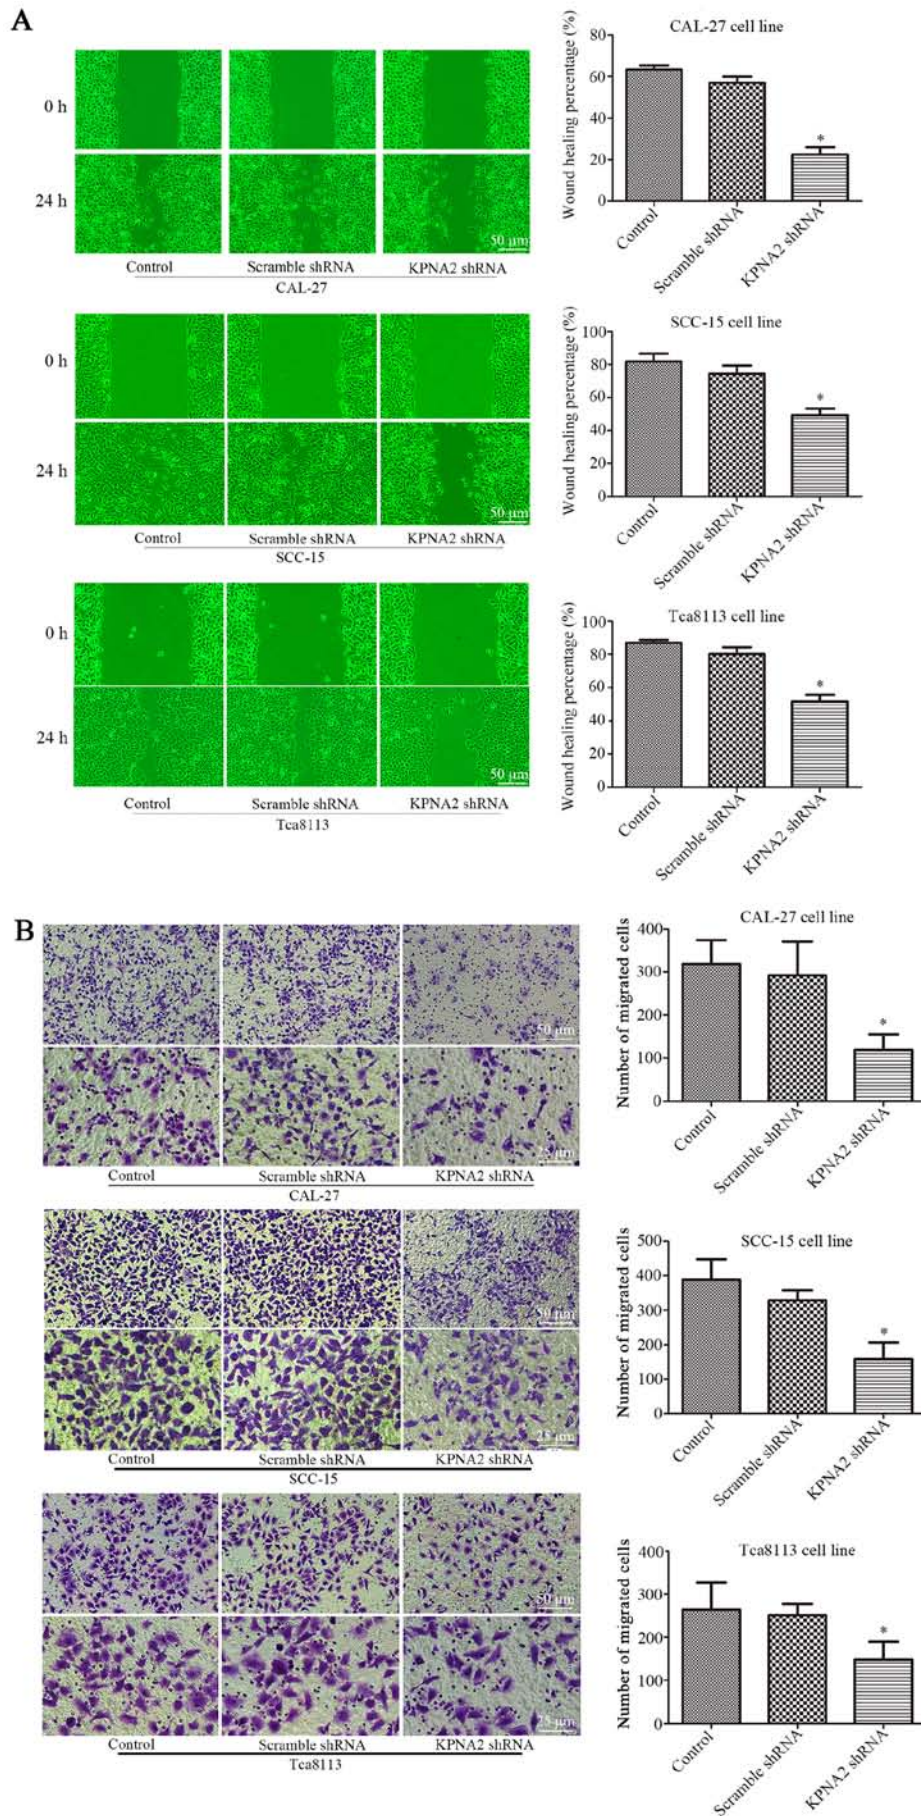 A
0 h
24 h
50 μm
Control Scramble shRNA KPNA2 shRNA
CAL-27
CAL-27 cell line
Wound healing percentage (%)
80
60
40
20
0
Control
Scramble shRNA
KPNA2 shRNA
*
0 h
24 h
50 μm
Control Scramble shRNA KPNA2 shRNA
SCC-15
SCC-15 cell line
Wound healing percentage (%)
100
80
60
40
20
0
Control
Scramble shRNA
KPNA2 shRNA
*
0 h
24 h
50 μm
Control Scramble shRNA KPNA2 shRNA
Tca8113
Tca8113 cell line
Wound healing percentage (%)
100
80
60
40
20
0
Control
Scramble shRNA
KPNA2 shRNA
*
B
50 μm
25 μm
Control Scramble shRNA KPNA2 shRNA
CAL-27
CAL-27 cell line
Number of migrated cells
400
300
200
100
0
Control
Scramble shRNA
KPNA2 shRNA
*
50 μm
25 μm
Control Scramble shRNA KPNA2 shRNA
SCC-15
SCC-15 cell line
Number of migrated cells
500
400
300
200
100
0
Control
Scramble shRNA
KPNA2 shRNA
*
50 μm
25 μm
Control Scramble shRNA KPNA2 shRNA
Tca8113
Tca8113 cell line
Number of migrated cells
400
300
200
100
0
Control
Scramble shRNA
KPNA2 shRNA
*